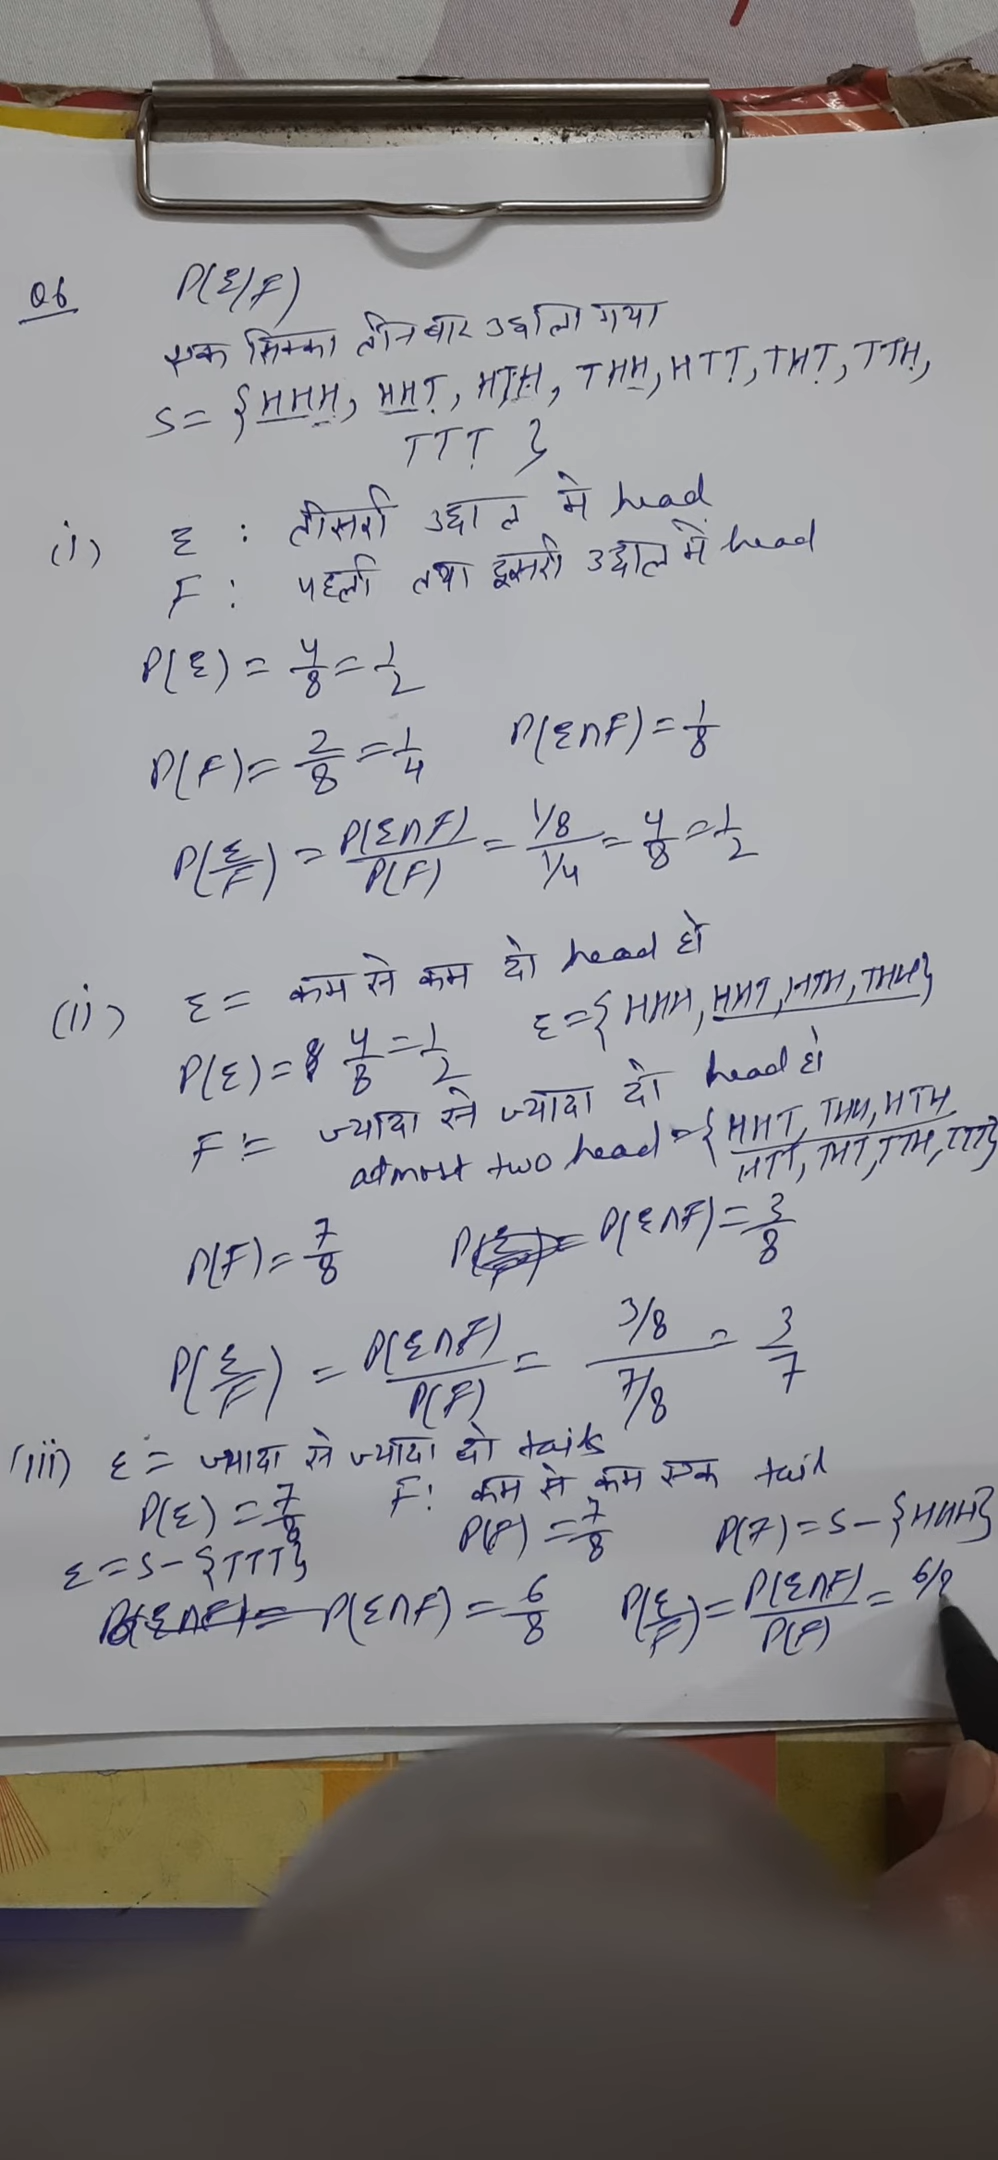 Q6 P(E/F)
एक सिक्का तीन बार उछाला गया
S = {HHH, HHT, HTH, THH, HTT, THT, TTH,
TTT }
(i) E : तीसरी उछाल में head
F : पहली तथा दूसरी उछाल में head
P(E) = 4/8 = 1/2
P(F) = 2/8 = 1/4 P(E∩F) = 1/8
P(E/F) = P(E∩F)/P(F) = 1/8 / 1/4 = 4/8 = 1/2
(ii) E = कम से कम दो head हो
E = {HHH, HHT, HTH, THH}
P(E) = 4/8 = 1/2
F = ज्यादा से ज्यादा दो head हो
atmost two head = {HHT, THH, HTH,
HTT, THT, TTH, TTT}
P(F) = 7/8 P(E∩F) = 3/8
P(E/F) = P(E∩F)/P(F) = 3/8 / 7/8 = 3/7
(iii) E = ज्यादा से ज्यादा दो tails
F : कम से कम एक tail
P(E) = 7/8 P(F) = 7/8 P(F) = S - {HHH}
E = S - {TTT}
P(E∩F) = 6/8 P(E/F) = P(E∩F)/P(F) = 6/8